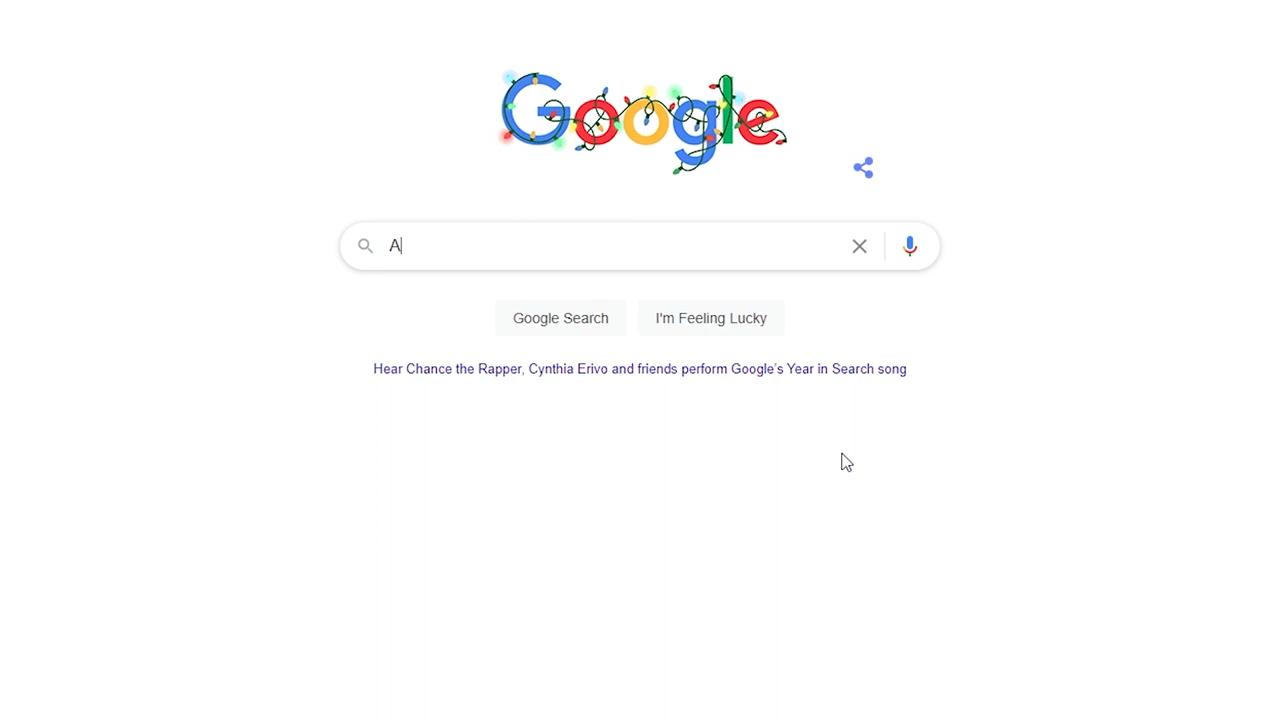 Google
A
Google Search
I'm Feeling Lucky
Hear Chance the Rapper, Cynthia Erivo and friends perform Google's Year in Search song